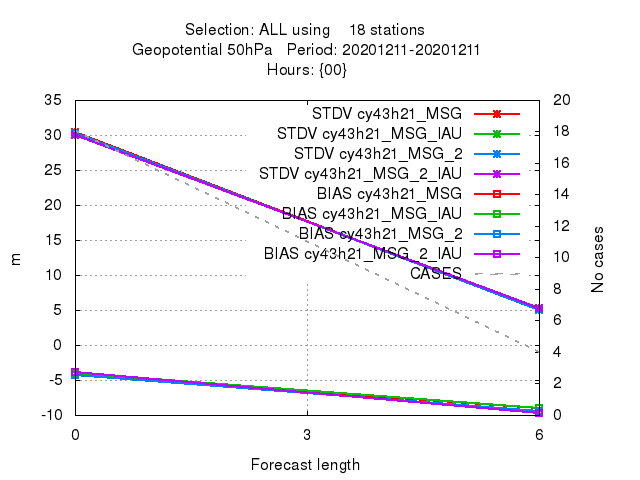 Selection: ALL using    18 stations
Geopotential 50hPa   Period: 20201211-20201211
Hours: {00}
35
30
25
20
15
10
5
0
-5
-10
m
20
18
16
14
12
10
8
6
4
2
0
No cases
STDV cy43h21_MSG
STDV cy43h21_MSG_IAU
STDV cy43h21_MSG_2
STDV cy43h21_MSG_2_IAU
BIAS cy43h21_MSG
BIAS cy43h21_MSG_IAU
BIAS cy43h21_MSG_2
BIAS cy43h21_MSG_2_IAU
CASES
0 3 6
Forecast length